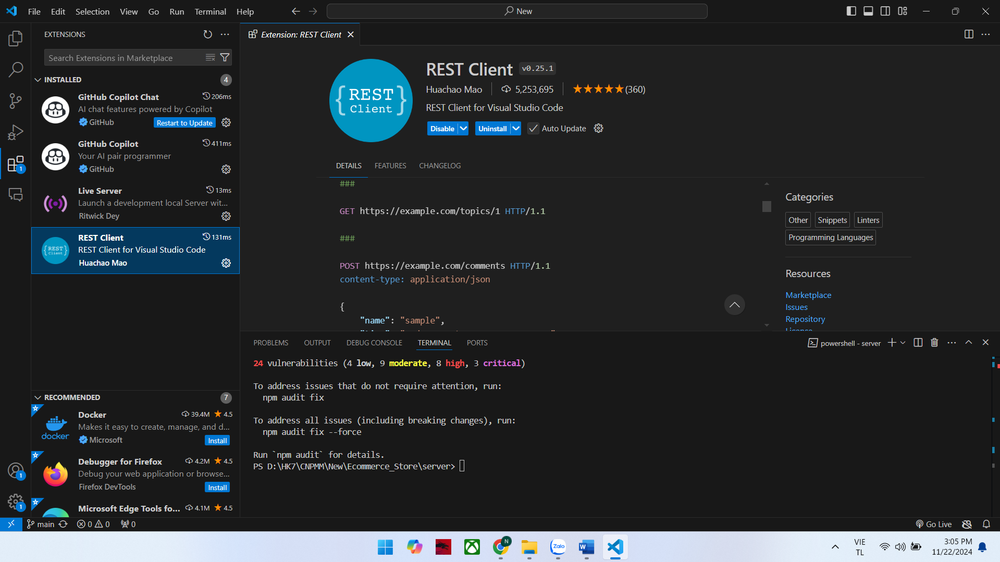 File Edit Selection View Go Run Terminal Help
New
EXTENSIONS
Search Extensions in Marketplace
INSTALLED 4
GitHub Copilot Chat 206ms
AI chat features powered by Copilot
GitHub Restart to Update
GitHub Copilot 411ms
Your AI pair programmer
GitHub
Live Server 13ms
Launch a development local Server wit...
Ritwick Dey
{REST Client}
REST Client 131ms
REST Client for Visual Studio Code
Huachao Mao
RECOMMENDED 7
docker
Docker 39.4M 4.5
Makes it easy to create, manage, and d...
Microsoft Install
Debugger for Firefox 4.2M 4.5
Debug your web application or browse...
Firefox DevTools Install
Microsoft Edge Tools fo... 4.1M 4.5
1
1
1
Extension: REST Client
{REST Client}
REST Client v0.25.1
Huachao Mao 5,253,695 (360)
REST Client for Visual Studio Code
Disable Uninstall Auto Update
DETAILS FEATURES CHANGELOG
###
GET https://example.com/topics/1 HTTP/1.1
###
POST https://example.com/comments HTTP/1.1
content-type: application/json
{
"name": "sample",
Categories
Other Snippets Linters
Programming Languages
Resources
Marketplace
Issues
Repository
License
PROBLEMS OUTPUT DEBUG CONSOLE TERMINAL PORTS
powershell - server
24 vulnerabilities (4 low, 9 moderate, 8 high, 3 critical)
To address issues that do not require attention, run:
npm audit fix
To address all issues (including breaking changes), run:
npm audit fix --force
Run `npm audit` for details.
PS D:\HK7\CNPMM\New\Ecommerce_Store\server>
main 0 0 0
Go Live
N
Zalo
W
VIE
TL
3:05 PM
11/22/2024